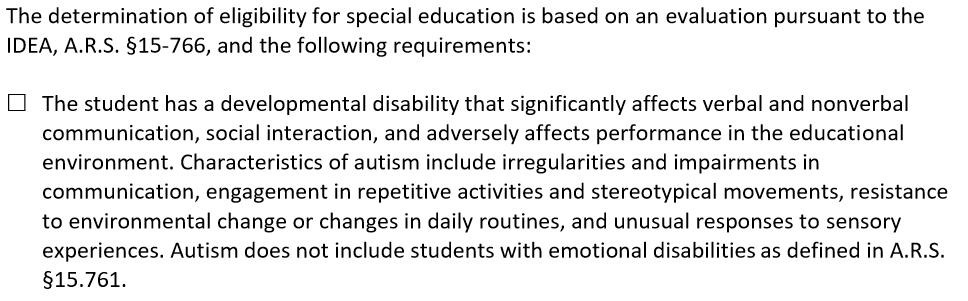 The determination of eligibility for special education is based on an evaluation pursuant to the
IDEA, A.R.S. §15-766, and the following requirements:
☐ The student has a developmental disability that significantly affects verbal and nonverbal
communication, social interaction, and adversely affects performance in the educational
environment. Characteristics of autism include irregularities and impairments in
communication, engagement in repetitive activities and stereotypical movements, resistance
to environmental change or changes in daily routines, and unusual responses to sensory
experiences. Autism does not include students with emotional disabilities as defined in A.R.S.
§15.761.